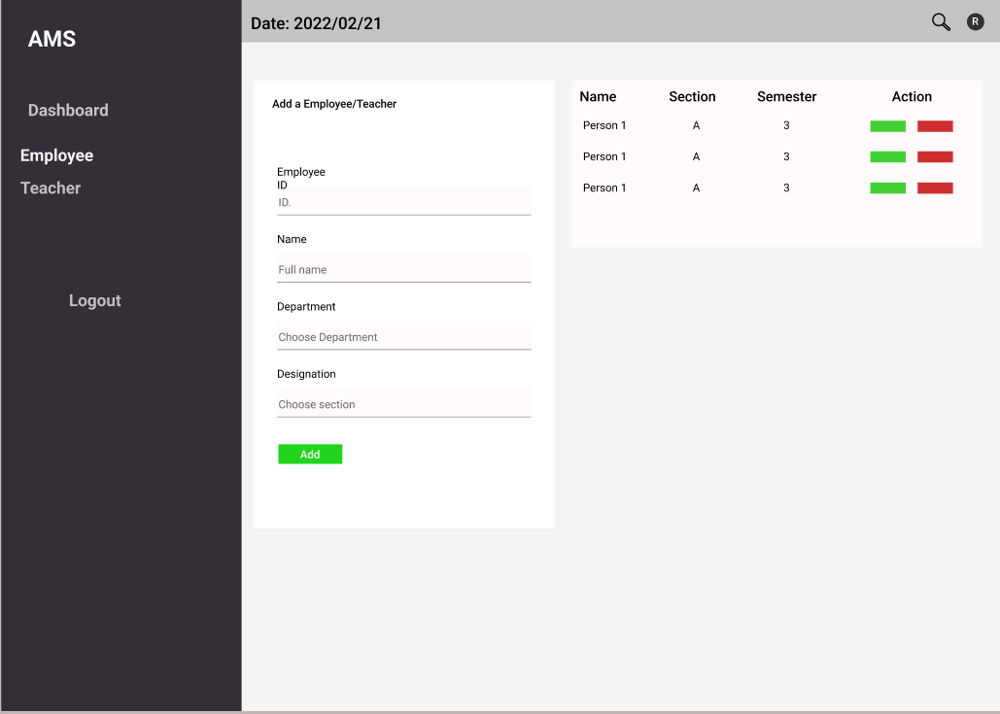 AMS
Dashboard
Employee
Teacher
Logout
Date: 2022/02/21
R
Add a Employee/Teacher
Employee
ID
ID.
Name
Full name
Department
Choose Department
Designation
Choose section
Add
Name Section Semester Action
Person 1 A 3
Person 1 A 3
Person 1 A 3